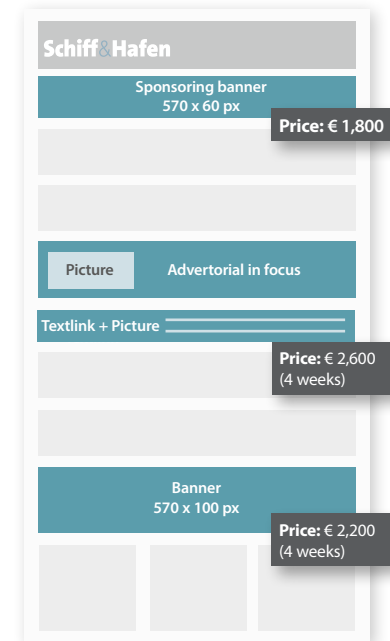 Schiff&Hafen
Sponsoring banner
570 x 60 px
Price: € 1,800
Picture
Advertorial in focus
Textlink + Picture
Price: € 2,600
(4 weeks)
Banner
570 x 100 px
Price: € 2,200
(4 weeks)